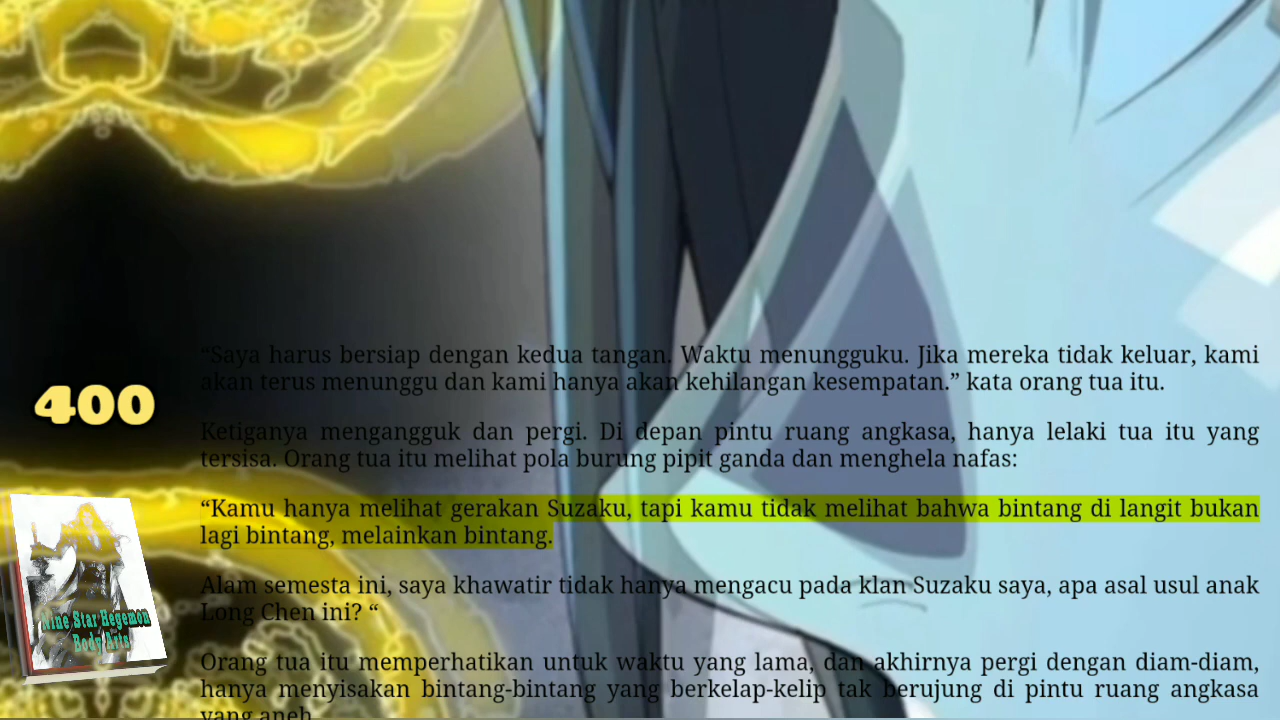 “Saya harus bersiap dengan kedua tangan. Waktu menungguku. Jika mereka tidak keluar, kami
akan terus menunggu dan kami hanya akan kehilangan kesempatan.” kata orang tua itu.
400
Ketiganya mengangguk dan pergi. Di depan pintu ruang angkasa, hanya lelaki tua itu yang
tersisa. Orang tua itu melihat pola burung pipit ganda dan menghela nafas:
“Kamu hanya melihat gerakan Suzaku, tapi kamu tidak melihat bahwa bintang di langit bukan
lagi bintang, melainkan bintang.
Alam semesta ini, saya khawatir tidak hanya mengacu pada klan Suzaku saya, apa asal usul anak
Long Chen ini? “
Nine Star Hegemon
Body Arts
Orang tua itu memperhatikan untuk waktu yang lama, dan akhirnya pergi dengan diam-diam,
hanya menyisakan bintang-bintang yang berkelap-kelip tak berujung di pintu ruang angkasa
yang aneh